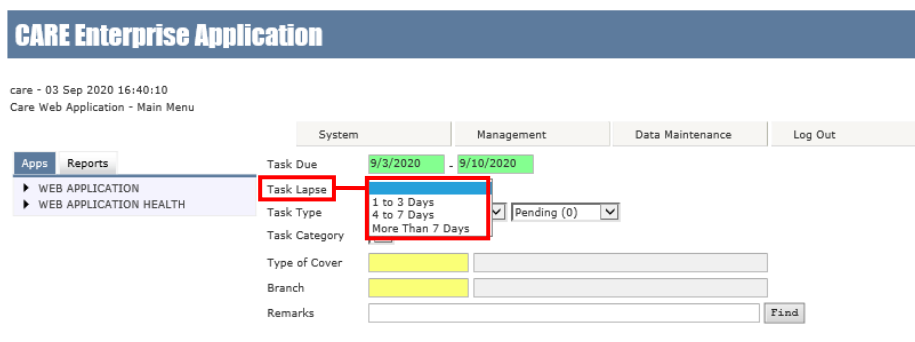 CARE Enterprise Application
care - 03 Sep 2020 16:40:10
Care Web Application - Main Menu
System Management Data Maintenance Log Out
Apps Reports
WEB APPLICATION
WEB APPLICATION HEALTH
Task Due 9/3/2020 - 9/10/2020
Task Lapse
1 to 3 Days
4 to 7 Days
More Than 7 Days
Task Type Pending (0)
Task Category
Type of Cover
Branch
Remarks Find